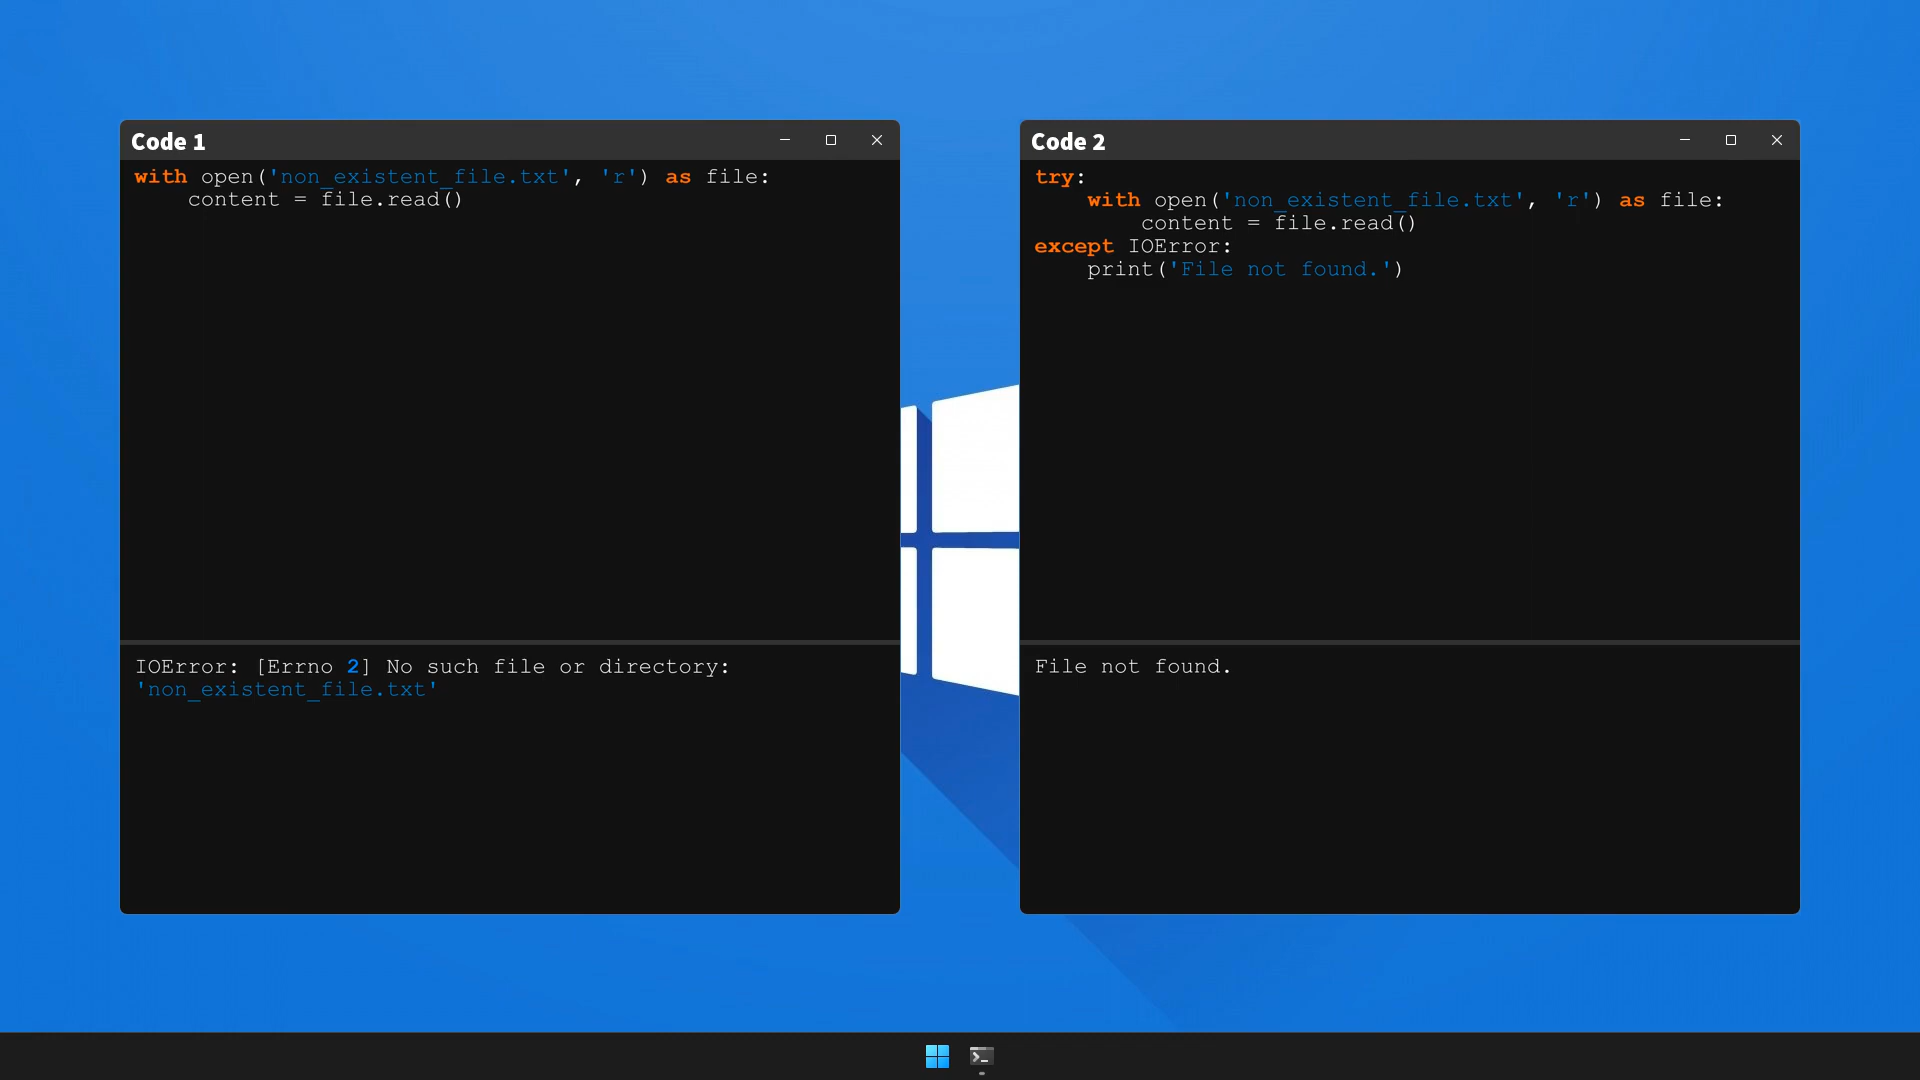 Code 1
with open('non_existent_file.txt', 'r') as file:
    content = file.read()
IOError: [Errno 2] No such file or directory:
'non_existent_file.txt'
Code 2
try:
    with open('non_existent_file.txt', 'r') as file:
        content = file.read()
except IOError:
    print('File not found.')
File not found.